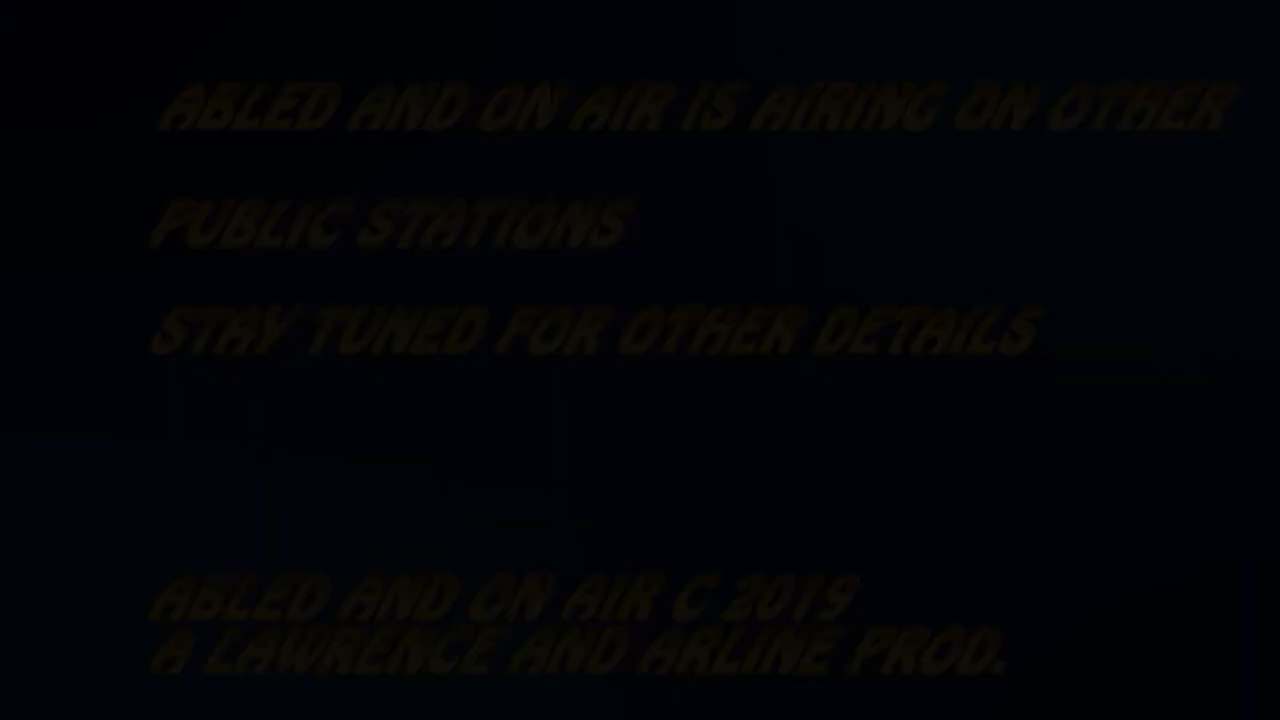 ABLED AND ON AIR IS AIRING ON OTHER
PUBLIC STATIONS
STAY TUNED FOR OTHER DETAILS
ABLED AND ON AIR C 2019
A LAWRENCE AND ARLINE PROD.